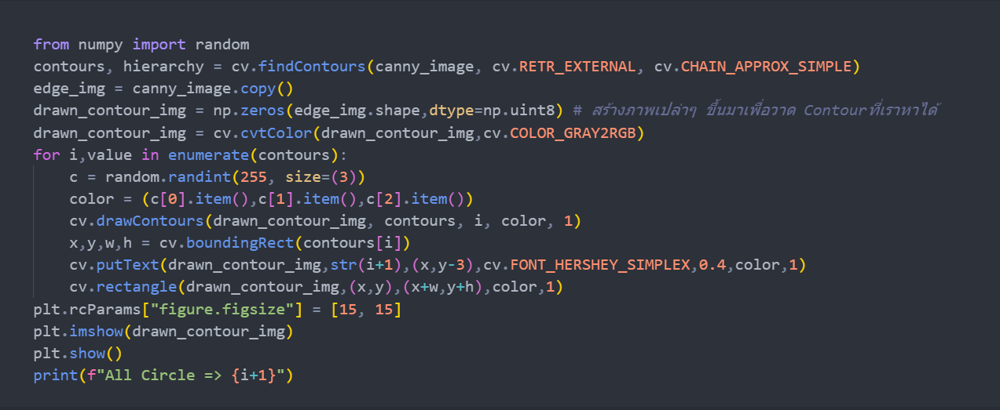 from numpy import random
contours, hierarchy = cv.findContours(canny_image, cv.RETR_EXTERNAL, cv.CHAIN_APPROX_SIMPLE)
edge_img = canny_image.copy()
drawn_contour_img = np.zeros(edge_img.shape,dtype=np.uint8) # สร้างภาพเปล่าๆ ขึ้นมาเพื่อวาด Contourที่เราหาได้
drawn_contour_img = cv.cvtColor(drawn_contour_img,cv.COLOR_GRAY2RGB)
for i,value in enumerate(contours):
    c = random.randint(255, size=(3))
    color = (c[0].item(),c[1].item(),c[2].item())
    cv.drawContours(drawn_contour_img, contours, i, color, 1)
    x,y,w,h = cv.boundingRect(contours[i])
    cv.putText(drawn_contour_img,str(i+1),(x,y-3),cv.FONT_HERSHEY_SIMPLEX,0.4,color,1)
    cv.rectangle(drawn_contour_img,(x,y),(x+w,y+h),color,1)
plt.rcParams["figure.figsize"] = [15, 15]
plt.imshow(drawn_contour_img)
plt.show()
print(f"All Circle => {i+1}")